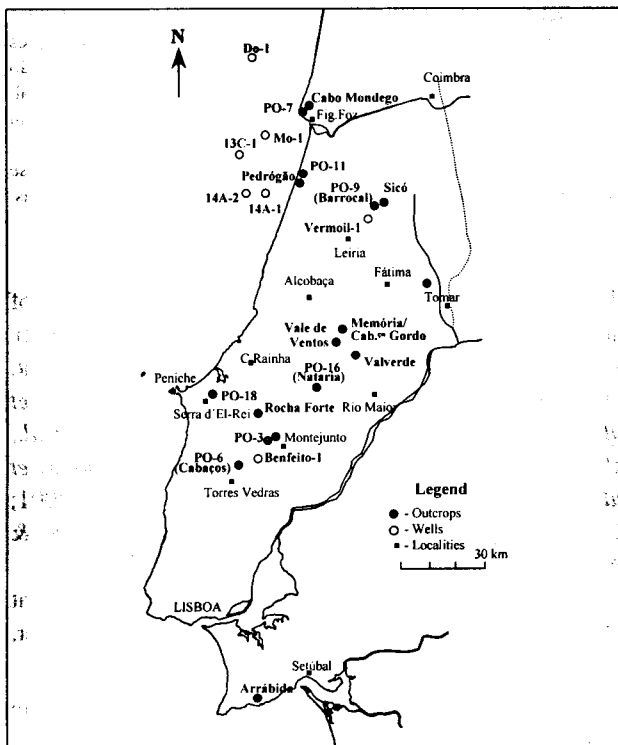 Do-1
N
Coimbra
Cabo Mondego
PO-7
Fig.Foz
Mo-1
13C-1
PO-11
Pedrógão
PO-9
(Barrocal)
Sicó
14A-2
14A-1
Vermoil-1
Leiria
Fátima
Alcobaça
Tomar
Memória/
Cab.ço Gordo
Vale de
Ventos
C.Rainha
Valverde
Peniche
PO-16
(Nataria)
PO-18
Serra d'El-Rei
Rio Maior
Rocha Forte
PO-3
Montejunto
PO-6
(Cabaços)
Benfeito-1
Torres Vedras
Legend
- Outcrops
- Wells
- Localities
30 km
LISBOA
Setúbal
Arrábida